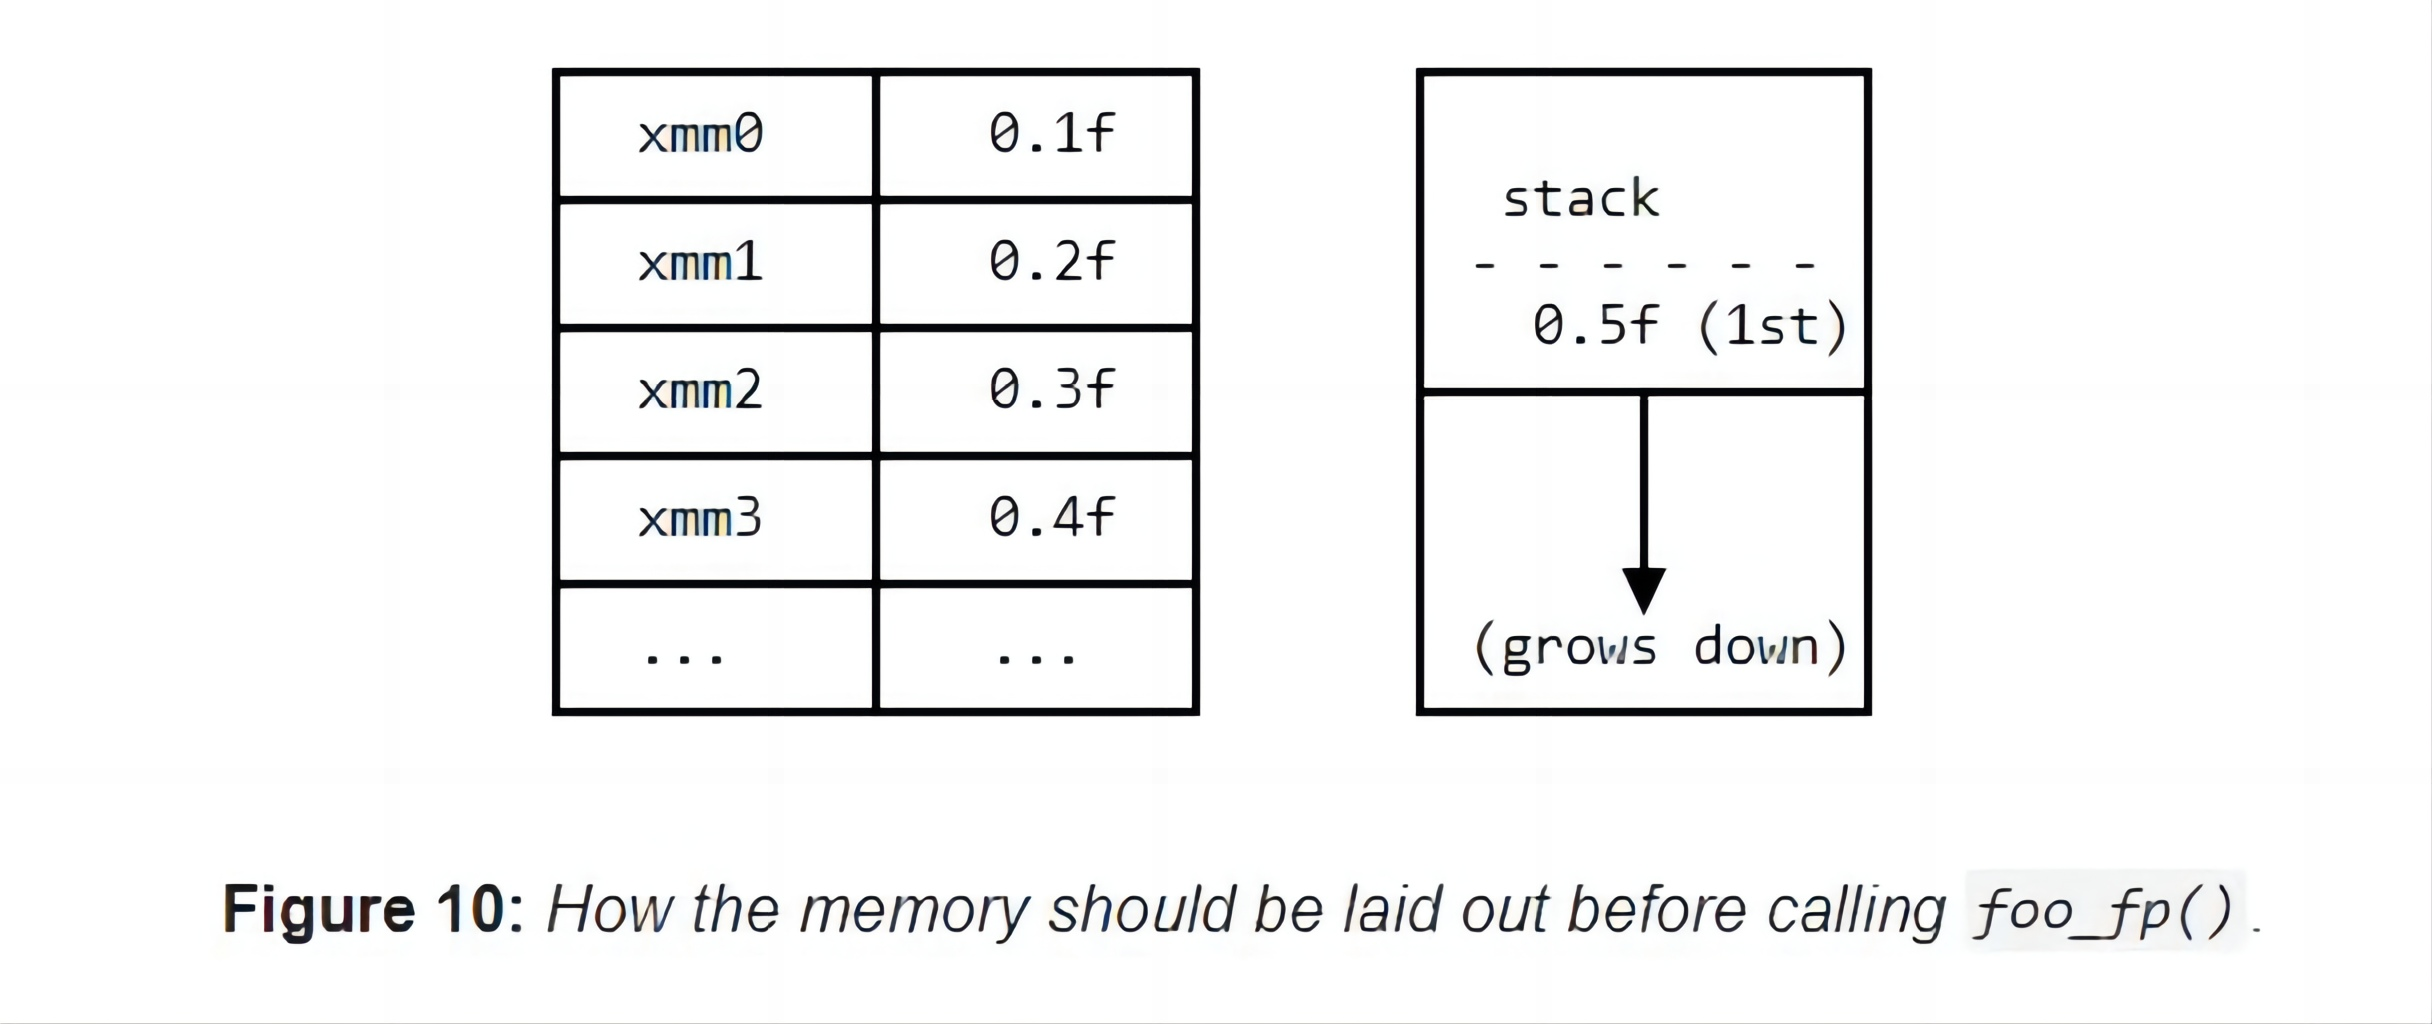 xmm0 0.1f
xmm1 0.2f
xmm2 0.3f
xmm3 0.4f
... ...
stack
- - - - - -
0.5f (1st)
(grows down)
Figure 10: How the memory should be laid out before calling foo_fp().